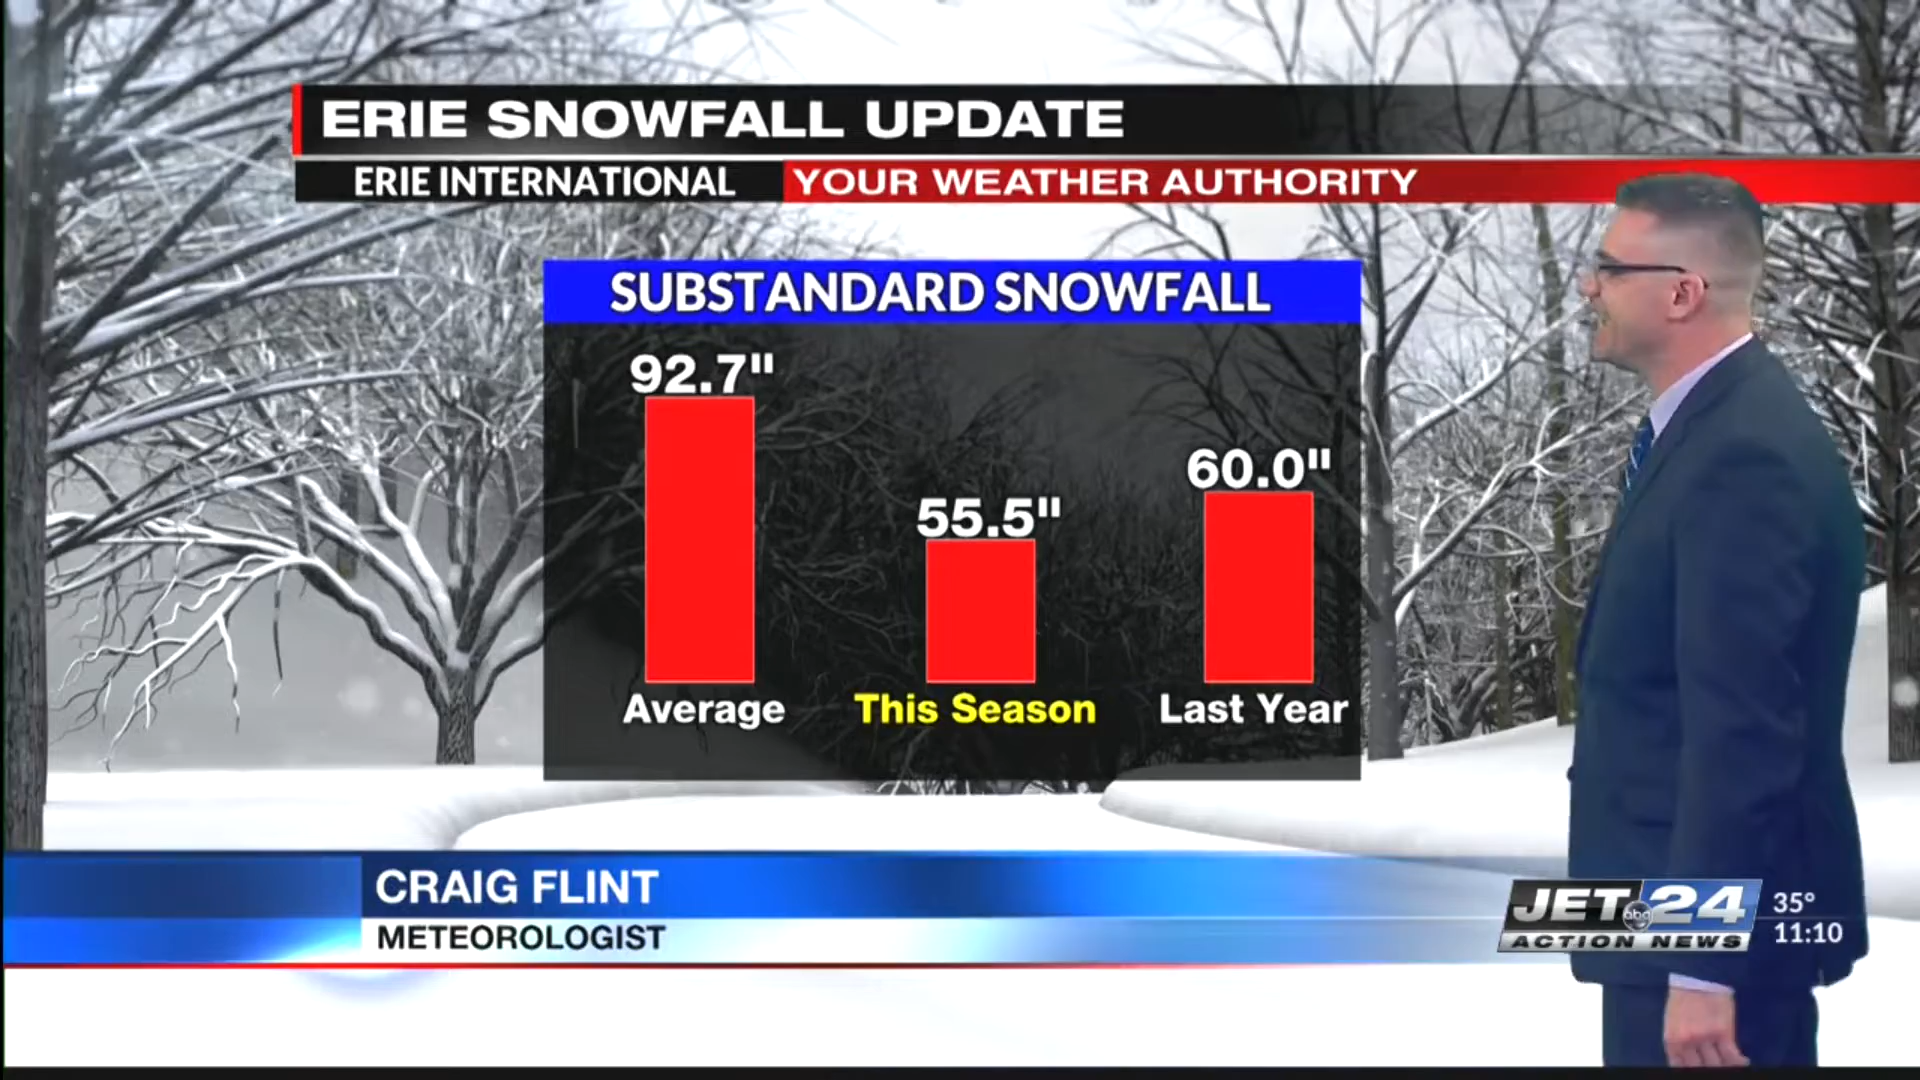 ERIE SNOWFALL UPDATE
ERIE INTERNATIONAL
YOUR WEATHER AUTHORITY
SUBSTANDARD SNOWFALL
92.7"
55.5"
60.0"
Average
This Season
Last Year
CRAIG FLINT
METEOROLOGIST
JET abc 24
ACTION NEWS
35°
11:10